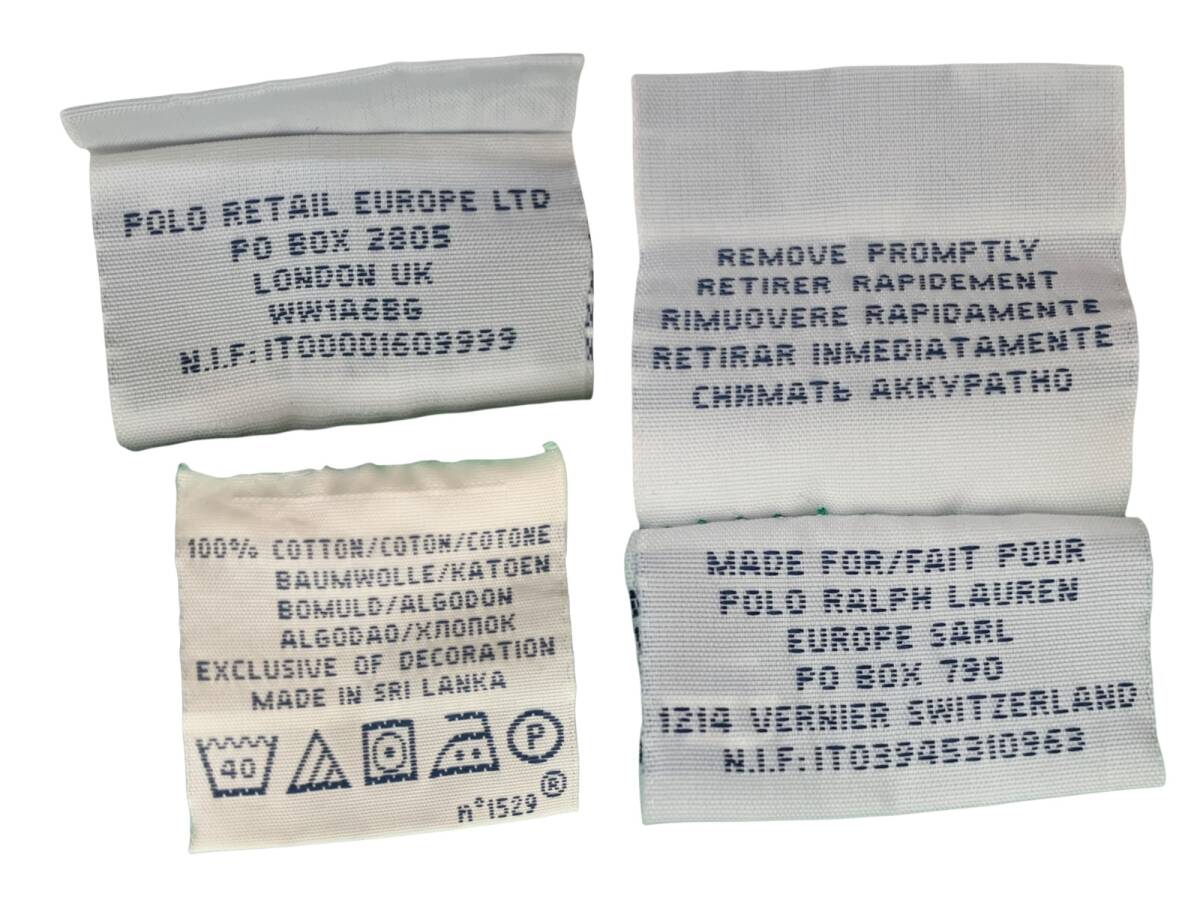 POLO RETAIL EUROPE LTD
PO BOX 2805
LONDON UK
WW1A6BG
N.I.F:IT00001609999
REMOVE PROMPTLY
RETIRER RAPIDEMENT
RIMUOVERE RAPIDAMENTE
RETIRAR INMEDIATAMENTE
СНИМАТЬ АККУРАТНО
100% COTTON/COTON/COTONE
BAUMWOLLE/KATOEN
BOMULD/ALGODON
ALGODAO/ХЛОПОК
EXCLUSIVE OF DECORATION
MADE IN SRI LANKA
40
P
n°1529 ®
MADE FOR/FAIT POUR
POLO RALPH LAUREN
EUROPE SARL
PO BOX 790
1214 VERNIER SWITZERLAND
N.I.F:IT03945310963